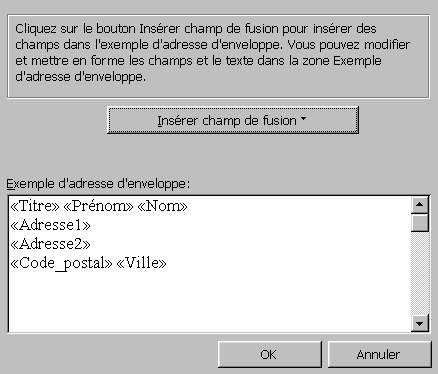 Cliquez sur le bouton Insérer champ de fusion pour insérer des
champs dans l'exemple d'adresse d'enveloppe. Vous pouvez modifier
et mettre en forme les champs et le texte dans la zone Exemple
d'adresse d'enveloppe.
Insérer champ de fusion
Exemple d'adresse d'enveloppe:
«Titre» «Prénom» «Nom»
«Adresse1»
«Adresse2»
«Code_postal» «Ville»
OK
Annuler